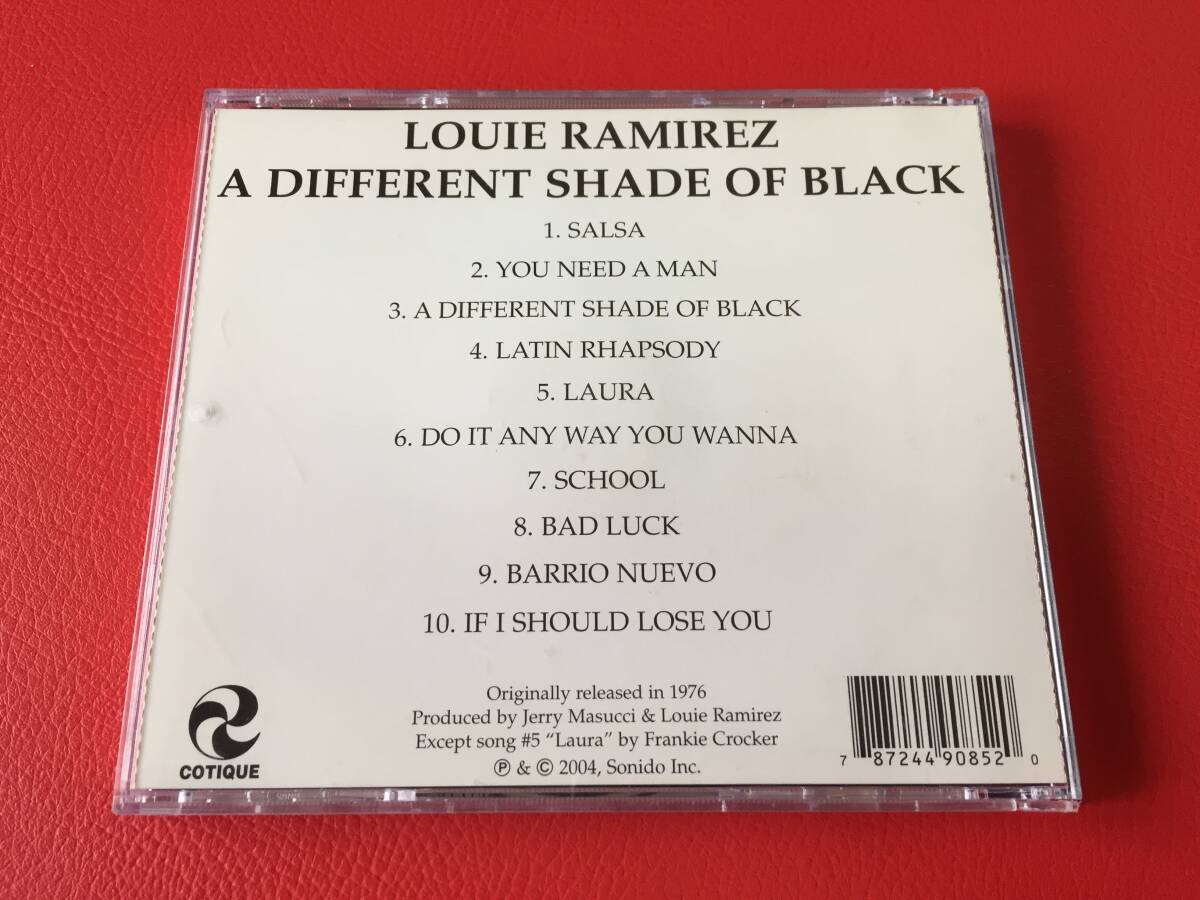 LOUIE RAMIREZ
A DIFFERENT SHADE OF BLACK
1. SALSA
2. YOU NEED A MAN
3. A DIFFERENT SHADE OF BLACK
4. LATIN RHAPSODY
5. LAURA
6. DO IT ANY WAY YOU WANNA
7. SCHOOL
8. BAD LUCK
9. BARRIO NUEVO
10. IF I SHOULD LOSE YOU
Originally released in 1976
Produced by Jerry Masucci & Louie Ramirez
Except song #5 “Laura” by Frankie Crocker
℗ & © 2004, Sonido Inc.
COTIQUE
7 87244 90852 0